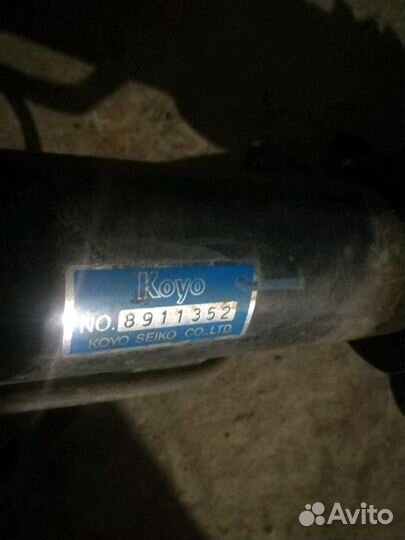 Koyo
NO. 8911352
KOYO SEIKO CO.,LTD.
Avito